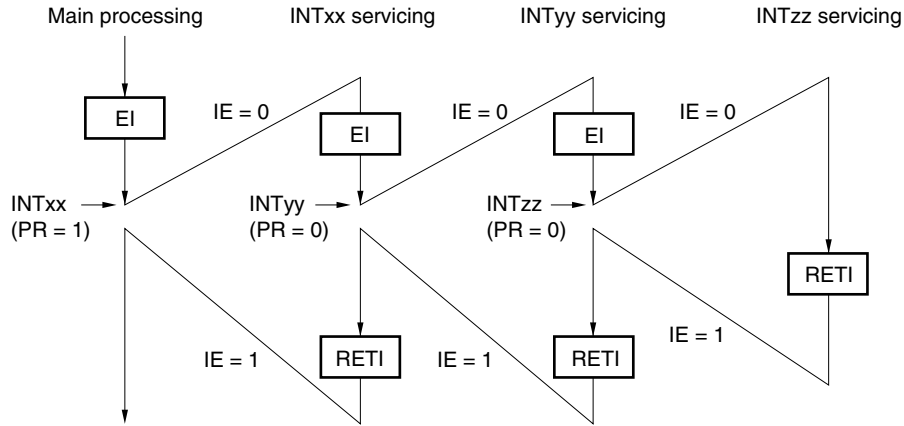 Main processing
INTxx servicing
INTyy servicing
INTzz servicing
EI
IE = 0
EI
IE = 0
EI
IE = 0
INTxx
(PR = 1)
INTyy
(PR = 0)
INTzz
(PR = 0)
RETI
IE = 1
RETI
IE = 1
RETI
IE = 1